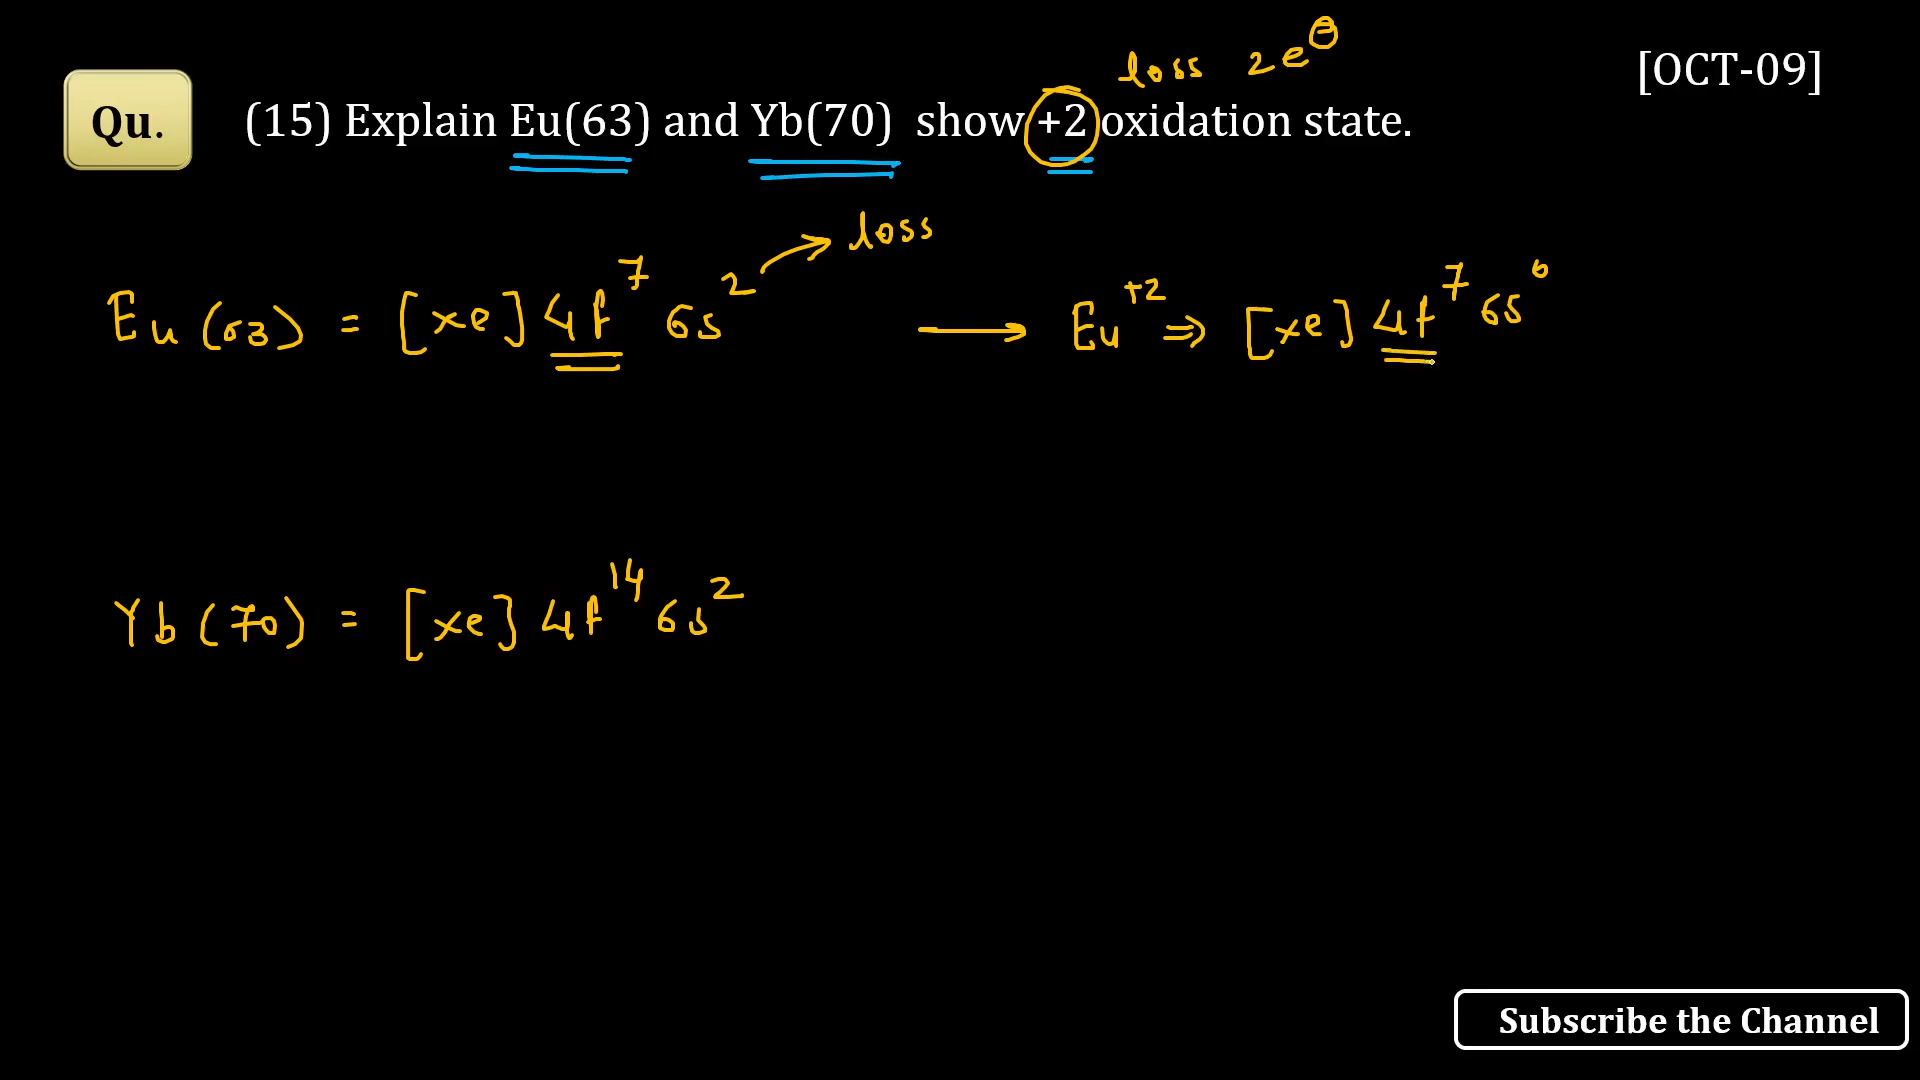 loss 2e⊖
[OCT-09]
Qu. (15) Explain Eu(63) and Yb(70) show +2 oxidation state.
loss
Eu(63) = [xe] 4f⁷ 6s² ⟶ Eu⁺² ⇒ [xe] 4f⁷ 6s⁰
Yb(70) = [xe] 4f¹⁴ 6s²
Subscribe the Channel